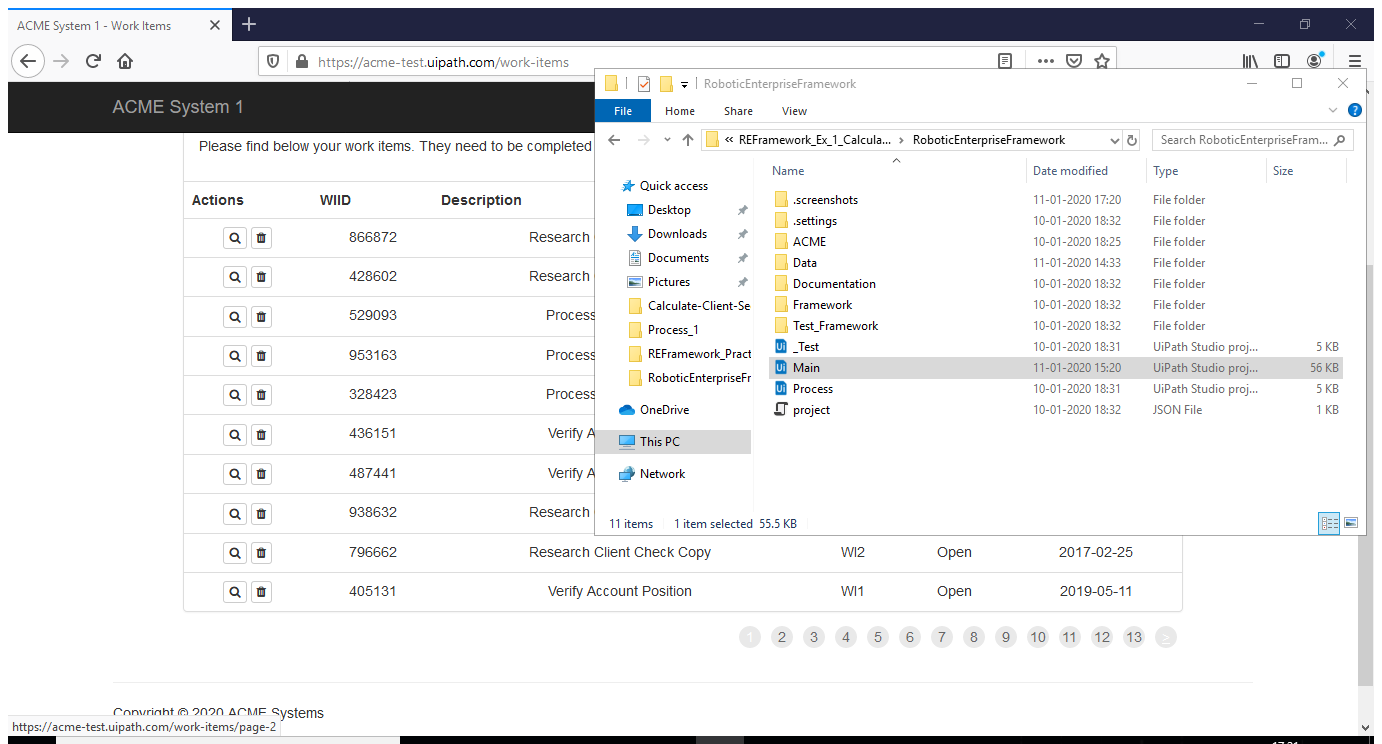 ACME System 1 - Work Items
https://acme-test.uipath.com/work-items
ACME System 1
Please find below your work items. They need to be completed
Actions WIID Description
866872 Research
428602 Research
529093 Process
953163 Process
328423 Process
436151 Verify A
487441 Verify A
938632 Research
796662 Research Client Check Copy WI2 Open 2017-02-25
405131 Verify Account Position WI1 Open 2019-05-11
1 2 3 4 5 6 7 8 9 10 11 12 13 >
Copyright © 2020 ACME Systems
https://acme-test.uipath.com/work-items/page-2
RoboticEnterpriseFramework
File Home Share View
« REFramework_Ex_1_Calcula... › RoboticEnterpriseFramework
Search RoboticEnterpriseFram...
Quick access
Desktop
Downloads
Documents
Pictures
Calculate-Client-Se
Process_1
REFramework_Pract
RoboticEnterpriseFr
OneDrive
This PC
Network
Name Date modified Type Size
.screenshots 11-01-2020 17:20 File folder
.settings 10-01-2020 18:32 File folder
ACME 10-01-2020 18:25 File folder
Data 11-01-2020 14:33 File folder
Documentation 10-01-2020 18:32 File folder
Framework 10-01-2020 18:32 File folder
Test_Framework 10-01-2020 18:32 File folder
_Test 10-01-2020 18:31 UiPath Studio proj... 5 KB
Main 11-01-2020 15:20 UiPath Studio proj... 56 KB
Process 10-01-2020 18:31 UiPath Studio proj... 5 KB
project 10-01-2020 18:32 JSON File 1 KB
11 items 1 item selected 55.5 KB